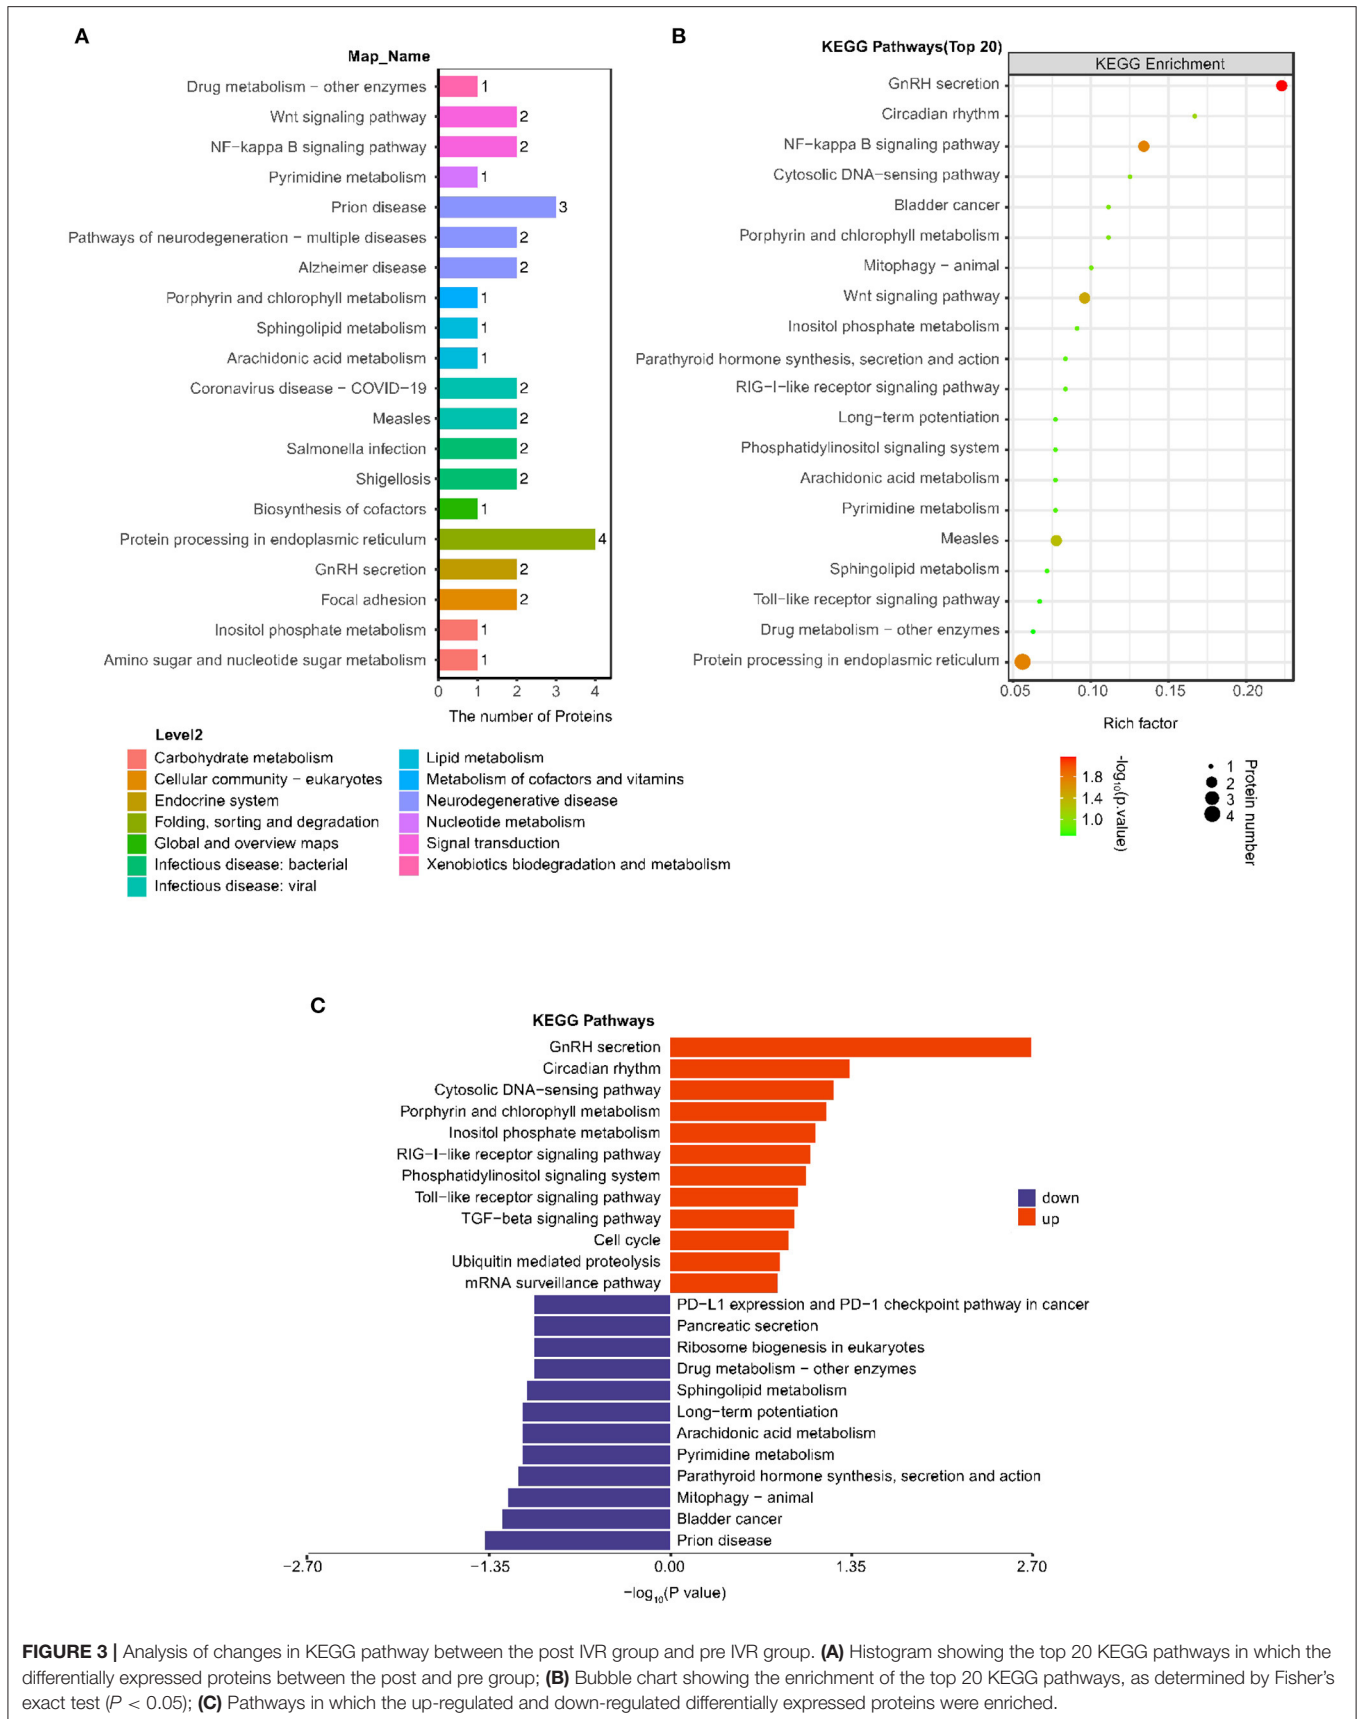 A
Map_Name
Drug metabolism − other enzymes
1
Wnt signaling pathway
2
NF−kappa B signaling pathway
2
Pyrimidine metabolism
1
Prion disease
3
Pathways of neurodegeneration − multiple diseases
2
Alzheimer disease
2
Porphyrin and chlorophyll metabolism
1
Sphingolipid metabolism
1
Arachidonic acid metabolism
1
Coronavirus disease − COVID−19
2
Measles
2
Salmonella infection
2
Shigellosis
2
Biosynthesis of cofactors
1
Protein processing in endoplasmic reticulum
4
GnRH secretion
2
Focal adhesion
2
Inositol phosphate metabolism
1
Amino sugar and nucleotide sugar metabolism
1
0 1 2 3 4
The number of Proteins
Level2
Carbohydrate metabolism
Cellular community − eukaryotes
Endocrine system
Folding, sorting and degradation
Global and overview maps
Infectious disease: bacterial
Infectious disease: viral
Lipid metabolism
Metabolism of cofactors and vitamins
Neurodegenerative disease
Nucleotide metabolism
Signal transduction
Xenobiotics biodegradation and metabolism
B
KEGG Pathways(Top 20)
KEGG Enrichment
GnRH secretion
Circadian rhythm
NF−kappa B signaling pathway
Cytosolic DNA−sensing pathway
Bladder cancer
Porphyrin and chlorophyll metabolism
Mitophagy − animal
Wnt signaling pathway
Inositol phosphate metabolism
Parathyroid hormone synthesis, secretion and action
RIG−I−like receptor signaling pathway
Long−term potentiation
Phosphatidylinositol signaling system
Arachidonic acid metabolism
Pyrimidine metabolism
Measles
Sphingolipid metabolism
Toll−like receptor signaling pathway
Drug metabolism − other enzymes
Protein processing in endoplasmic reticulum
0.05 0.10 0.15 0.20
Rich factor
1.8
1.4
1.0
-log10(p value)
1
2
3
4
Protein number
C
KEGG Pathways
GnRH secretion
Circadian rhythm
Cytosolic DNA−sensing pathway
Porphyrin and chlorophyll metabolism
Inositol phosphate metabolism
RIG−I−like receptor signaling pathway
Phosphatidylinositol signaling system
Toll−like receptor signaling pathway
TGF−beta signaling pathway
Cell cycle
Ubiquitin mediated proteolysis
mRNA surveillance pathway
down
up
PD−L1 expression and PD−1 checkpoint pathway in cancer
Pancreatic secretion
Ribosome biogenesis in eukaryotes
Drug metabolism − other enzymes
Sphingolipid metabolism
Long−term potentiation
Arachidonic acid metabolism
Pyrimidine metabolism
Parathyroid hormone synthesis, secretion and action
Mitophagy − animal
Bladder cancer
Prion disease
−2.70 −1.35 0.00 1.35 2.70
−log10(P value)
FIGURE 3 | Analysis of changes in KEGG pathway between the post IVR group and pre IVR group. (A) Histogram showing the top 20 KEGG pathways in which the
differentially expressed proteins between the post and pre group; (B) Bubble chart showing the enrichment of the top 20 KEGG pathways, as determined by Fisher's
exact test (P < 0.05); (C) Pathways in which the up-regulated and down-regulated differentially expressed proteins were enriched.